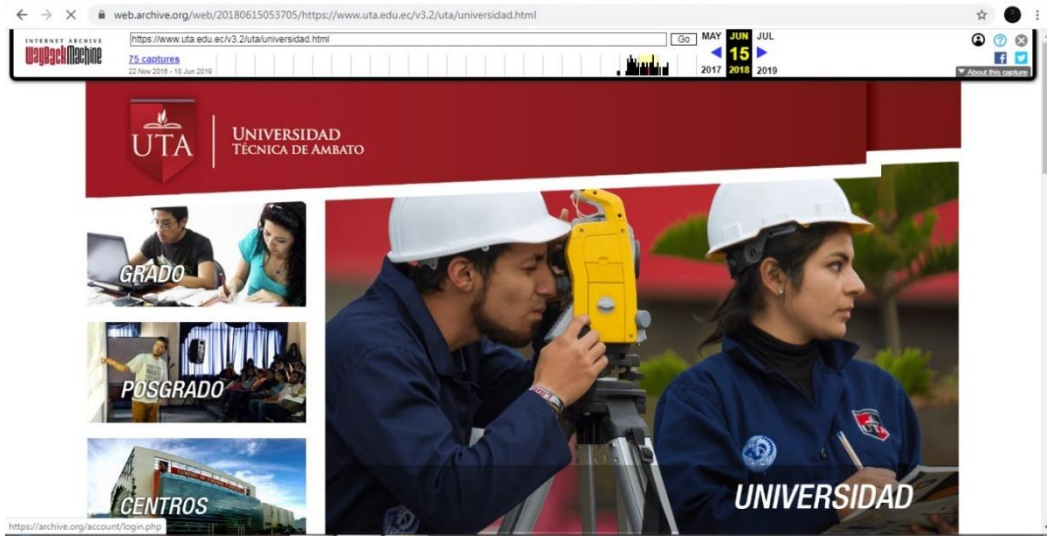 web.archive.org/web/20180615053705/https://www.uta.edu.ec/v3.2/uta/universidad.html
INTERNET ARCHIVE
WayBackMachine
https://www.uta.edu.ec/v3.2/uta/universidad.html
Go
MAY JUN JUL
15
2017 2018 2019
75 captures
22 Nov 2016 - 18 Jun 2019
About this capture
UTA
UNIVERSIDAD
TÉCNICA DE AMBATO
GRADO
POSGRADO
CENTROS
UTA
UNIVERSIDAD
https://archive.org/account/login.php